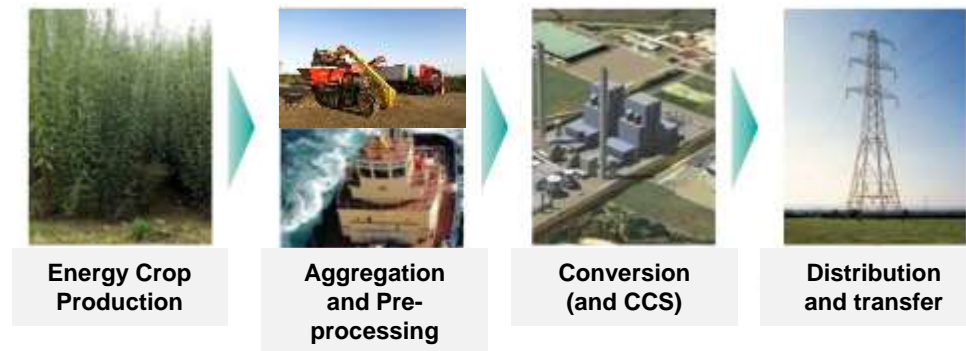 Energy Crop
Production
Aggregation
and Pre-
processing
Conversion
(and CCS)
Distribution
and transfer